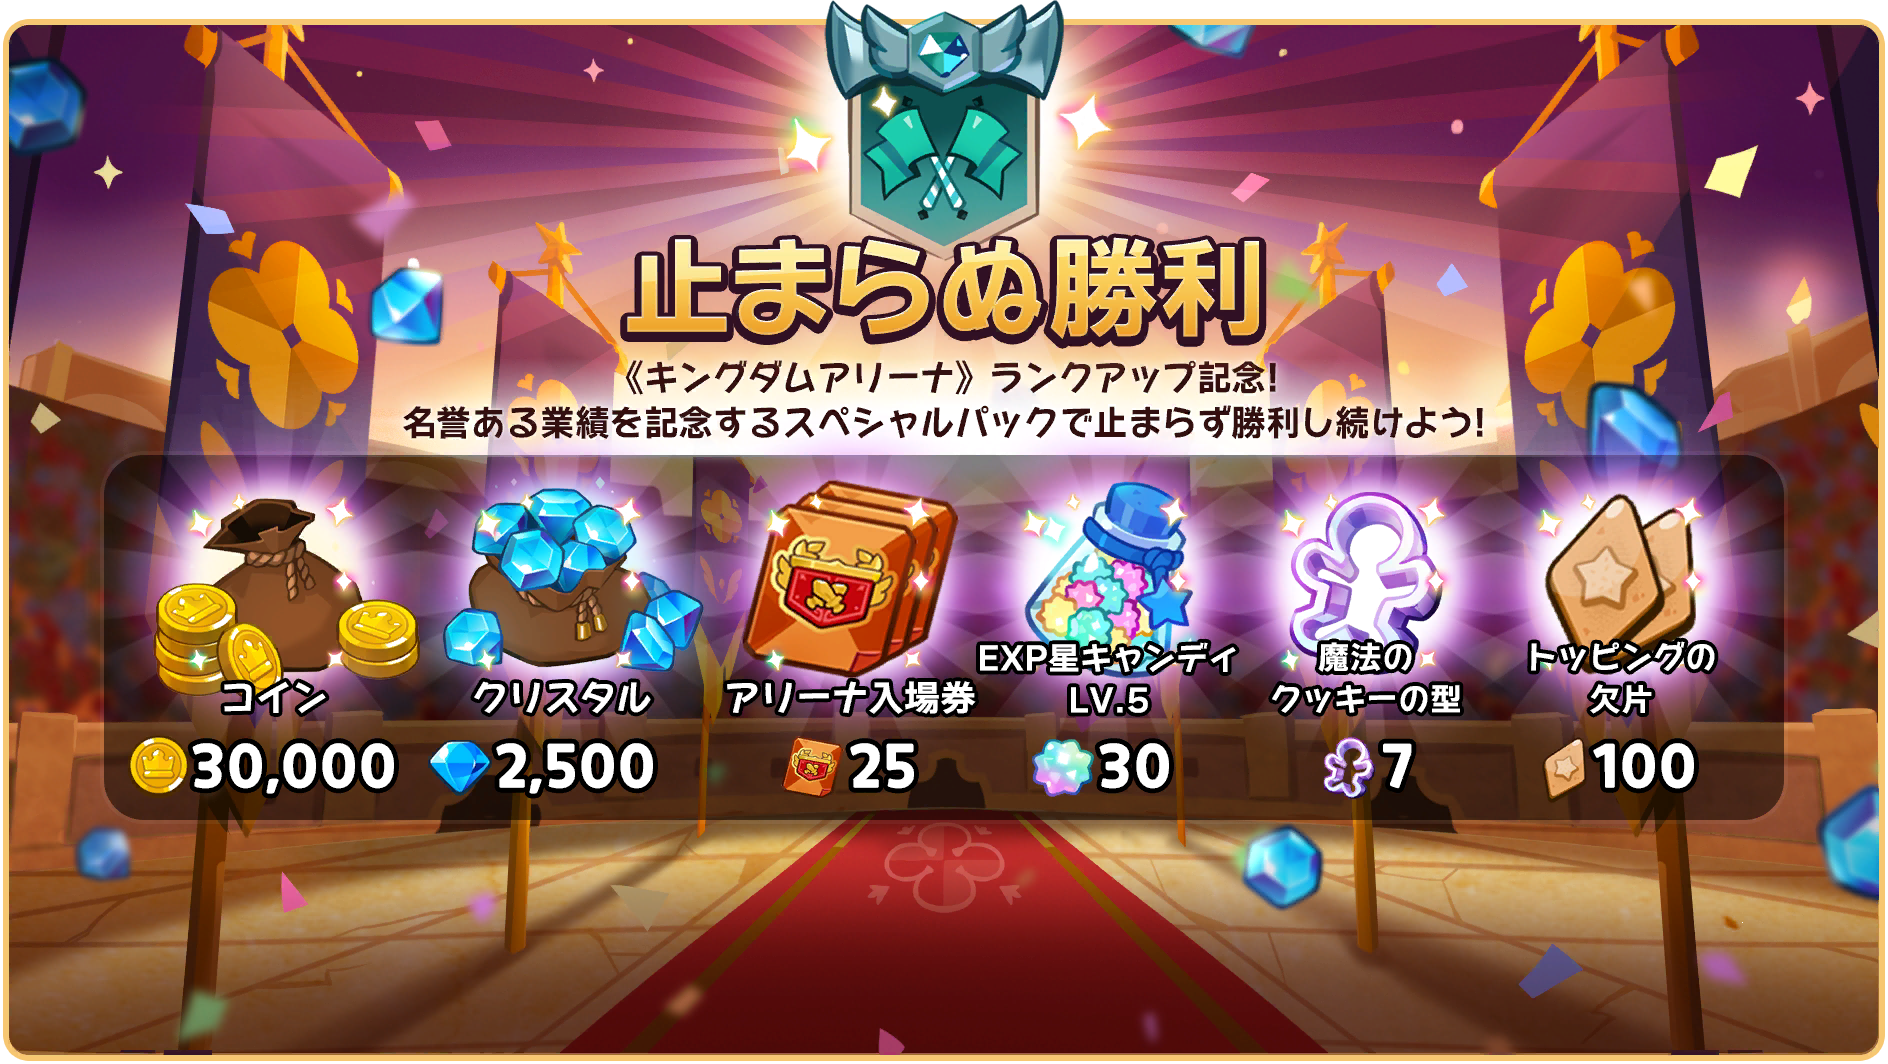 止まらぬ勝利
《キングダムアリーナ》ランクアップ記念!
名誉ある業績を記念するスペシャルパックで止まらず勝利し続けよう!
コイン
30,000
クリスタル
2,500
アリーナ入場券
25
EXP星キャンディ
LV.5
30
魔法の
クッキーの型
7
トッピングの
欠片
100